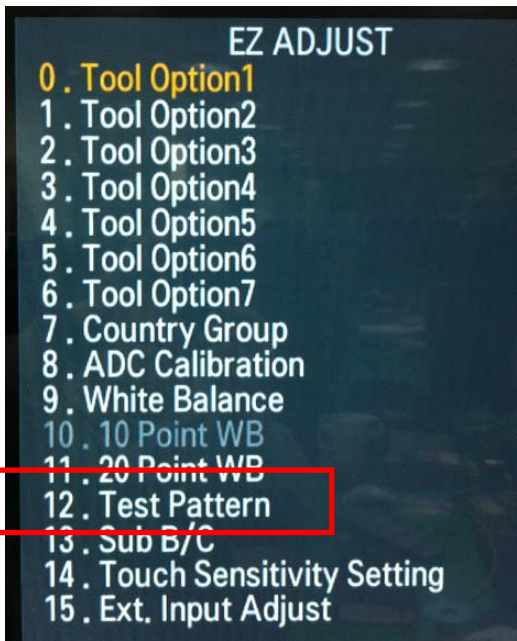 EZ ADJUST
0 . Tool Option1
1 . Tool Option2
2 . Tool Option3
3 . Tool Option4
4 . Tool Option5
5 . Tool Option6
6 . Tool Option7
7 . Country Group
8 . ADC Calibration
9 . White Balance
10 . 10 Point WB
11 . 20 Point WB
12 . Test Pattern
13 . Sub B/C
14 . Touch Sensitivity Setting
15 . Ext. Input Adjust